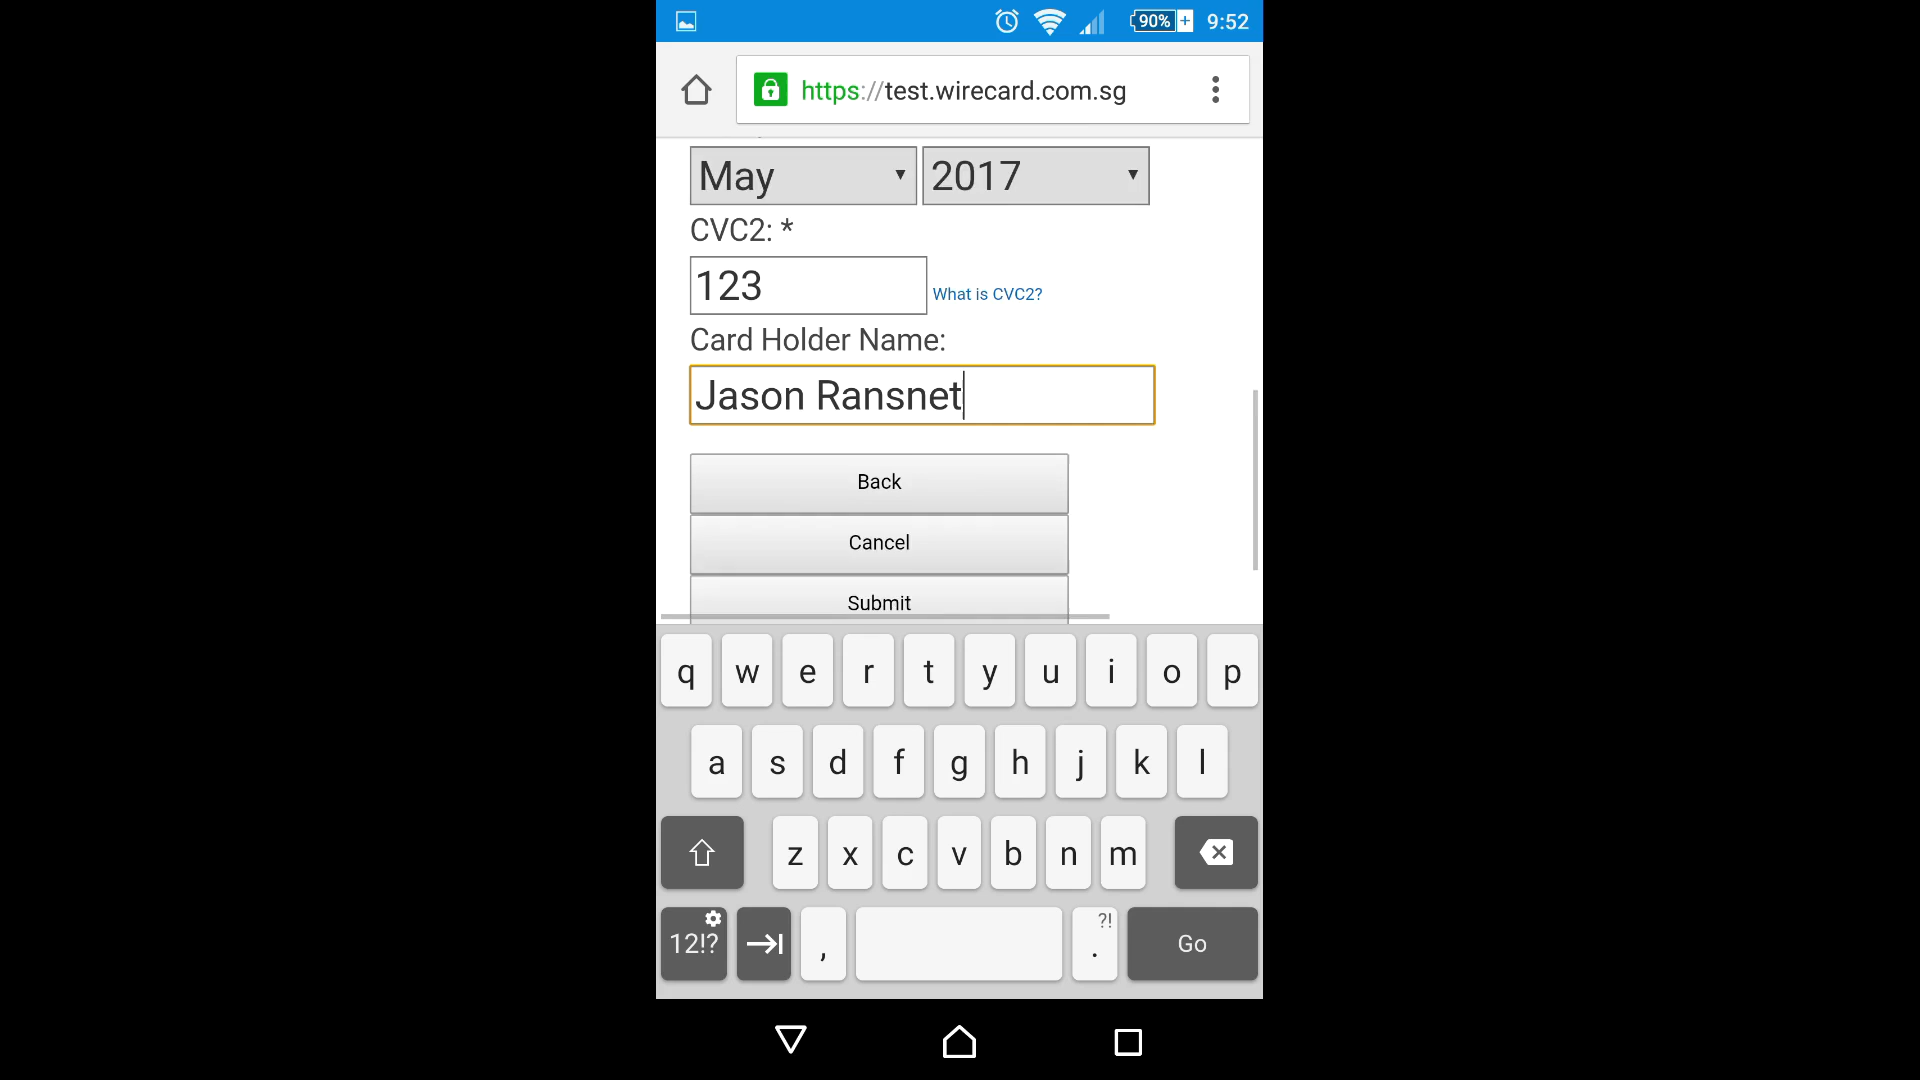 90% 9:52
https://test.wirecard.com.sg
May 2017
CVC2: *
123 What is CVC2?
Card Holder Name:
Jason Ransnet
Back
Cancel
Submit
q w e r t y u i o p
a s d f g h j k l
z x c v b n m
12!? , ?! . Go